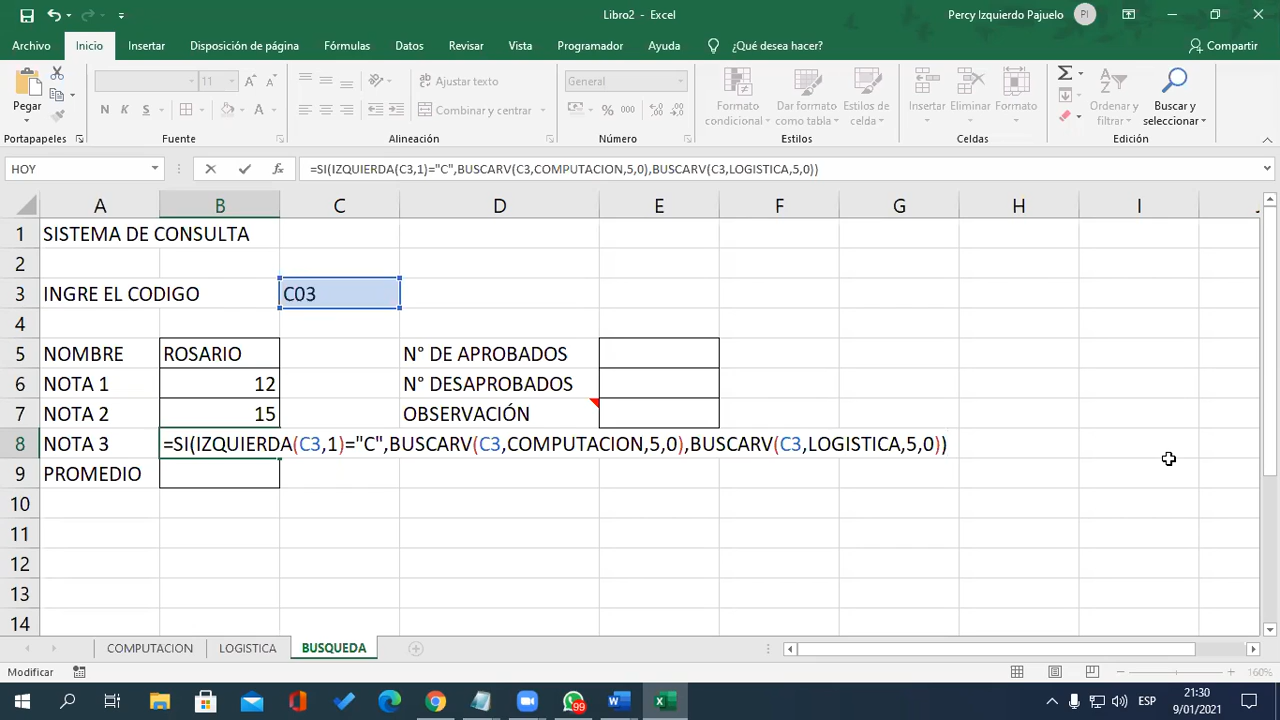 Libro2 - Excel
Percy Izquierdo Pajuelo PI
Archivo Inicio Insertar Disposición de página Fórmulas Datos Revisar Vista Programador Ayuda ¿Qué desea hacer? Compartir
Pegar
11 A A
Ajustar texto
General
N K S A
Combinar y centrar
% 000
Formato condicional
Dar formato como tabla
Estilos de celda
Insertar
Eliminar
Formato
Ordenar y filtrar
Buscar y seleccionar
Portapapeles Fuente Alineación Número Estilos Celdas Edición
HOY fx =SI(IZQUIERDA(C3,1)="C",BUSCARV(C3,COMPUTACION,5,0),BUSCARV(C3,LOGISTICA,5,0))
A B C D E F G H I
1 SISTEMA DE CONSULTA
2
3 INGRE EL CODIGO C03
4
5 NOMBRE ROSARIO N° DE APROBADOS
6 NOTA 1 12 N° DESAPROBADOS
7 NOTA 2 15 OBSERVACIÓN
8 NOTA 3 =SI(IZQUIERDA(C3,1)="C",BUSCARV(C3,COMPUTACION,5,0),BUSCARV(C3,LOGISTICA,5,0))
9 PROMEDIO
10
11
12
13
14
COMPUTACION LOGISTICA BUSQUEDA
Modificar 160%
99 ESP 21:30
9/01/2021